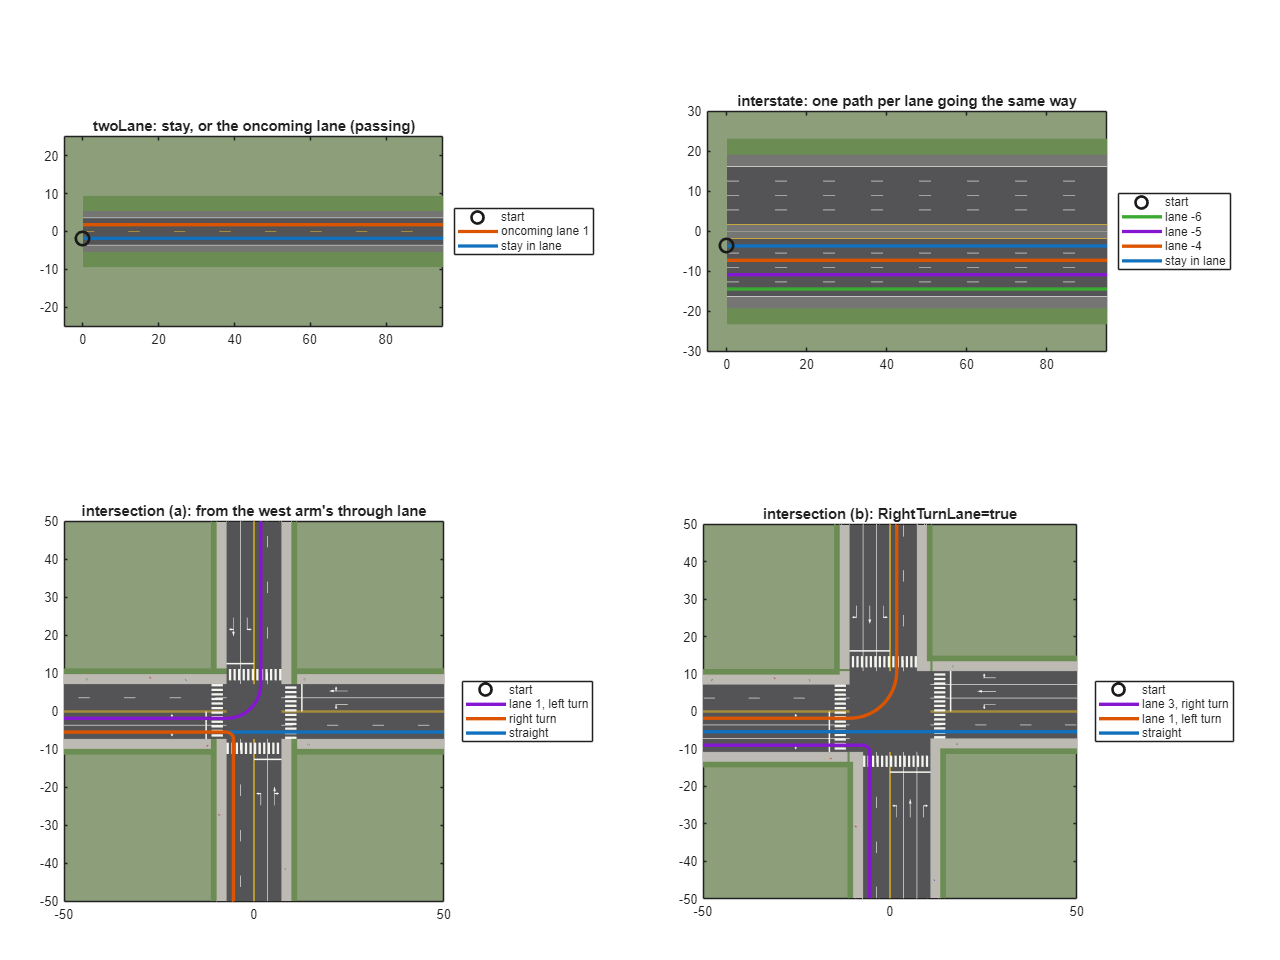 twoLane: stay, or the oncoming lane (passing)
20
10
0
-10
-20
0
20
40
60
80
start
oncoming lane 1
stay in lane
interstate: one path per lane going the same way
30
20
10
0
-10
-20
-30
0
20
40
60
80
start
lane -6
lane -5
lane -4
stay in lane
intersection (a): from the west arm's through lane
50
40
30
20
10
0
-10
-20
-30
-40
-50
-50
0
50
start
lane 1, left turn
right turn
straight
intersection (b): RightTurnLane=true
50
40
30
20
10
0
-10
-20
-30
-40
-50
-50
0
50
start
lane 3, right turn
lane 1, left turn
straight